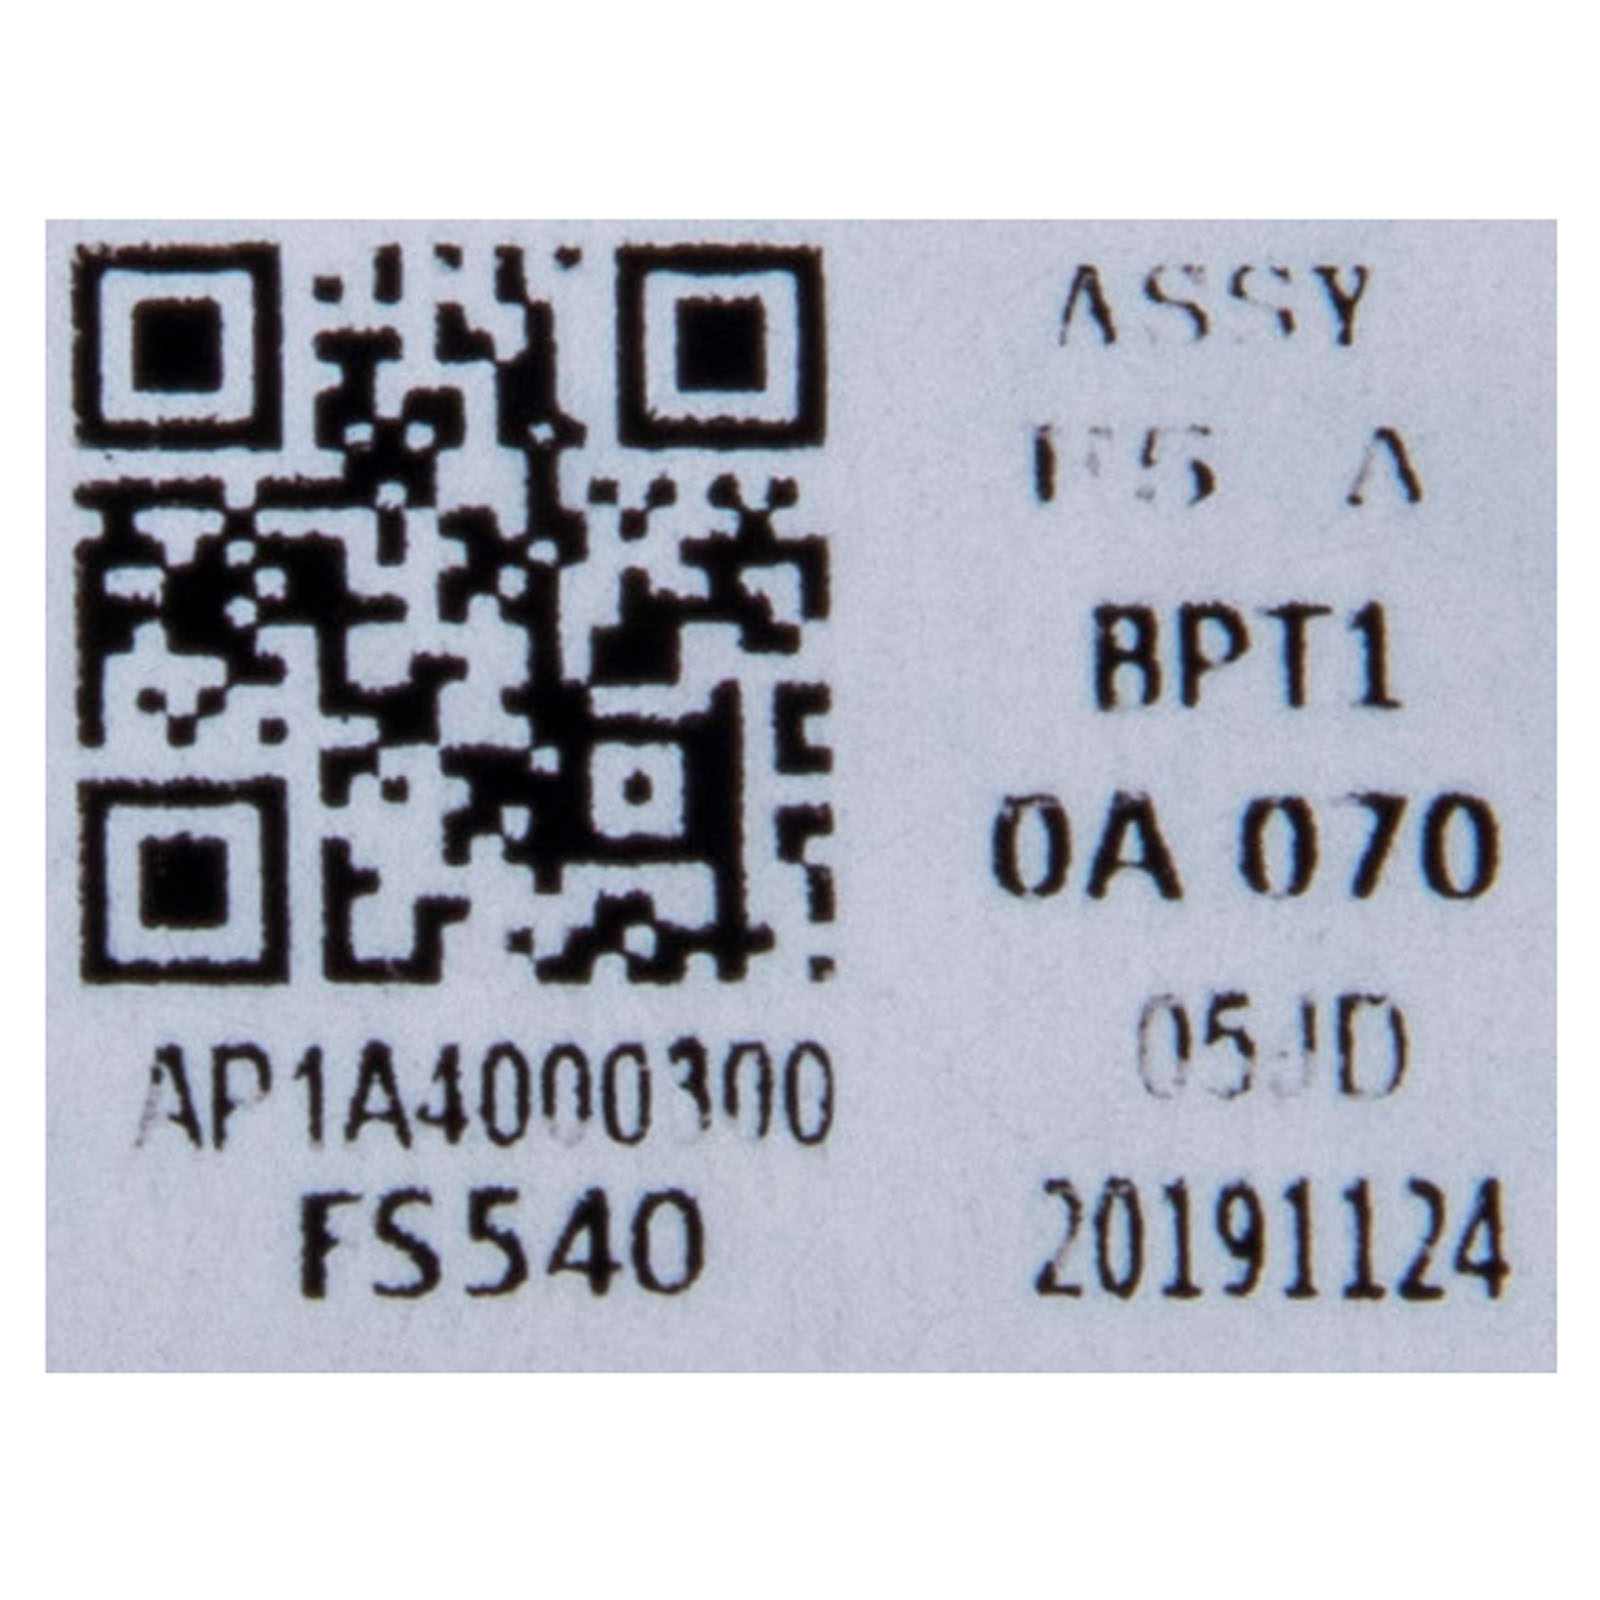 AP1A4000300
FS540
ASSY
A
BPT1
0A 070
05JD
20191124